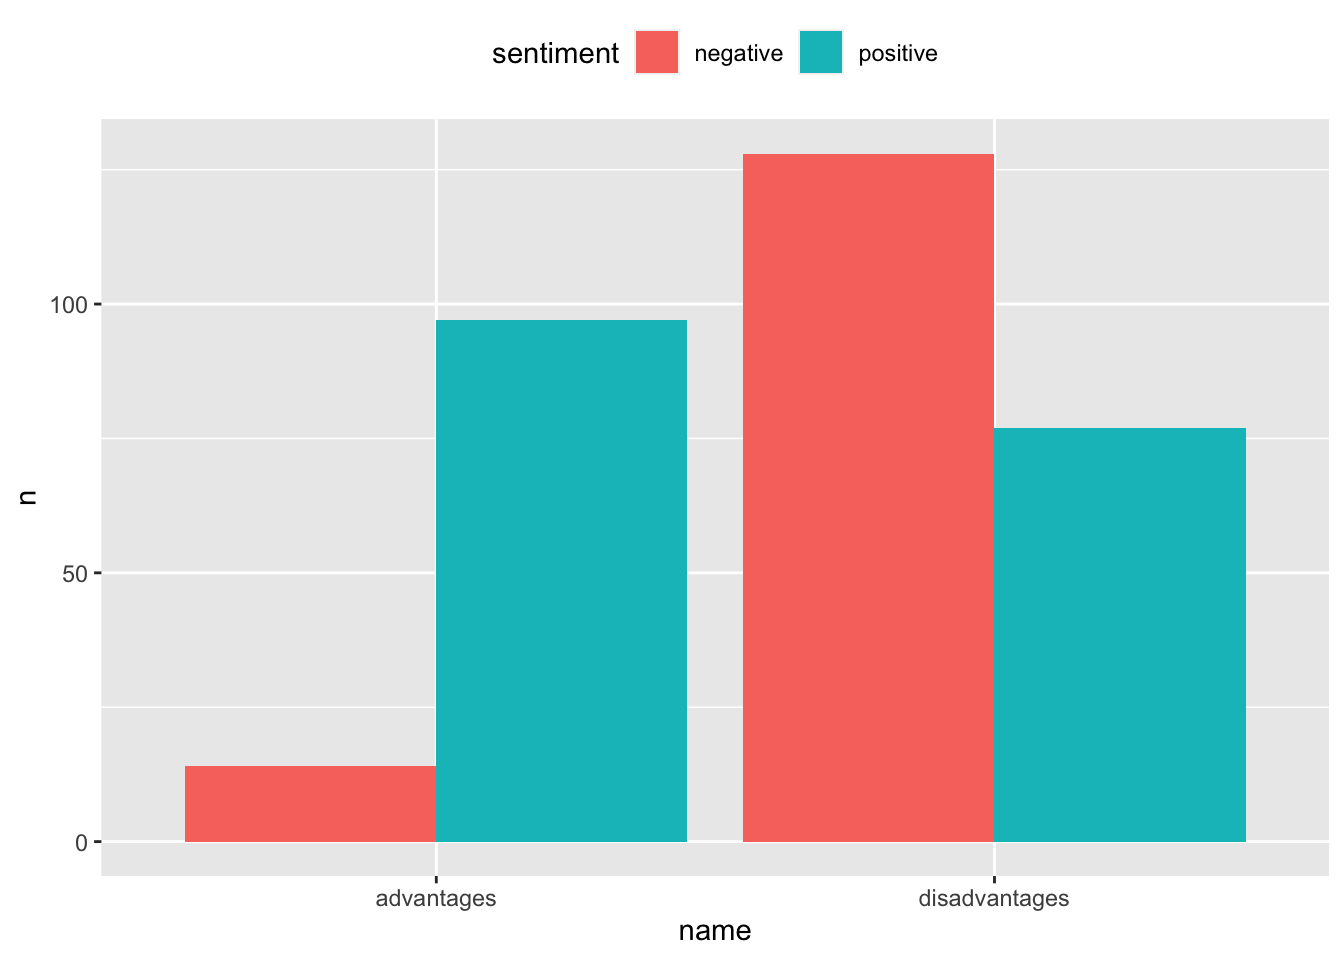 sentiment negative positive
n
100
50
0
advantages disadvantages
name